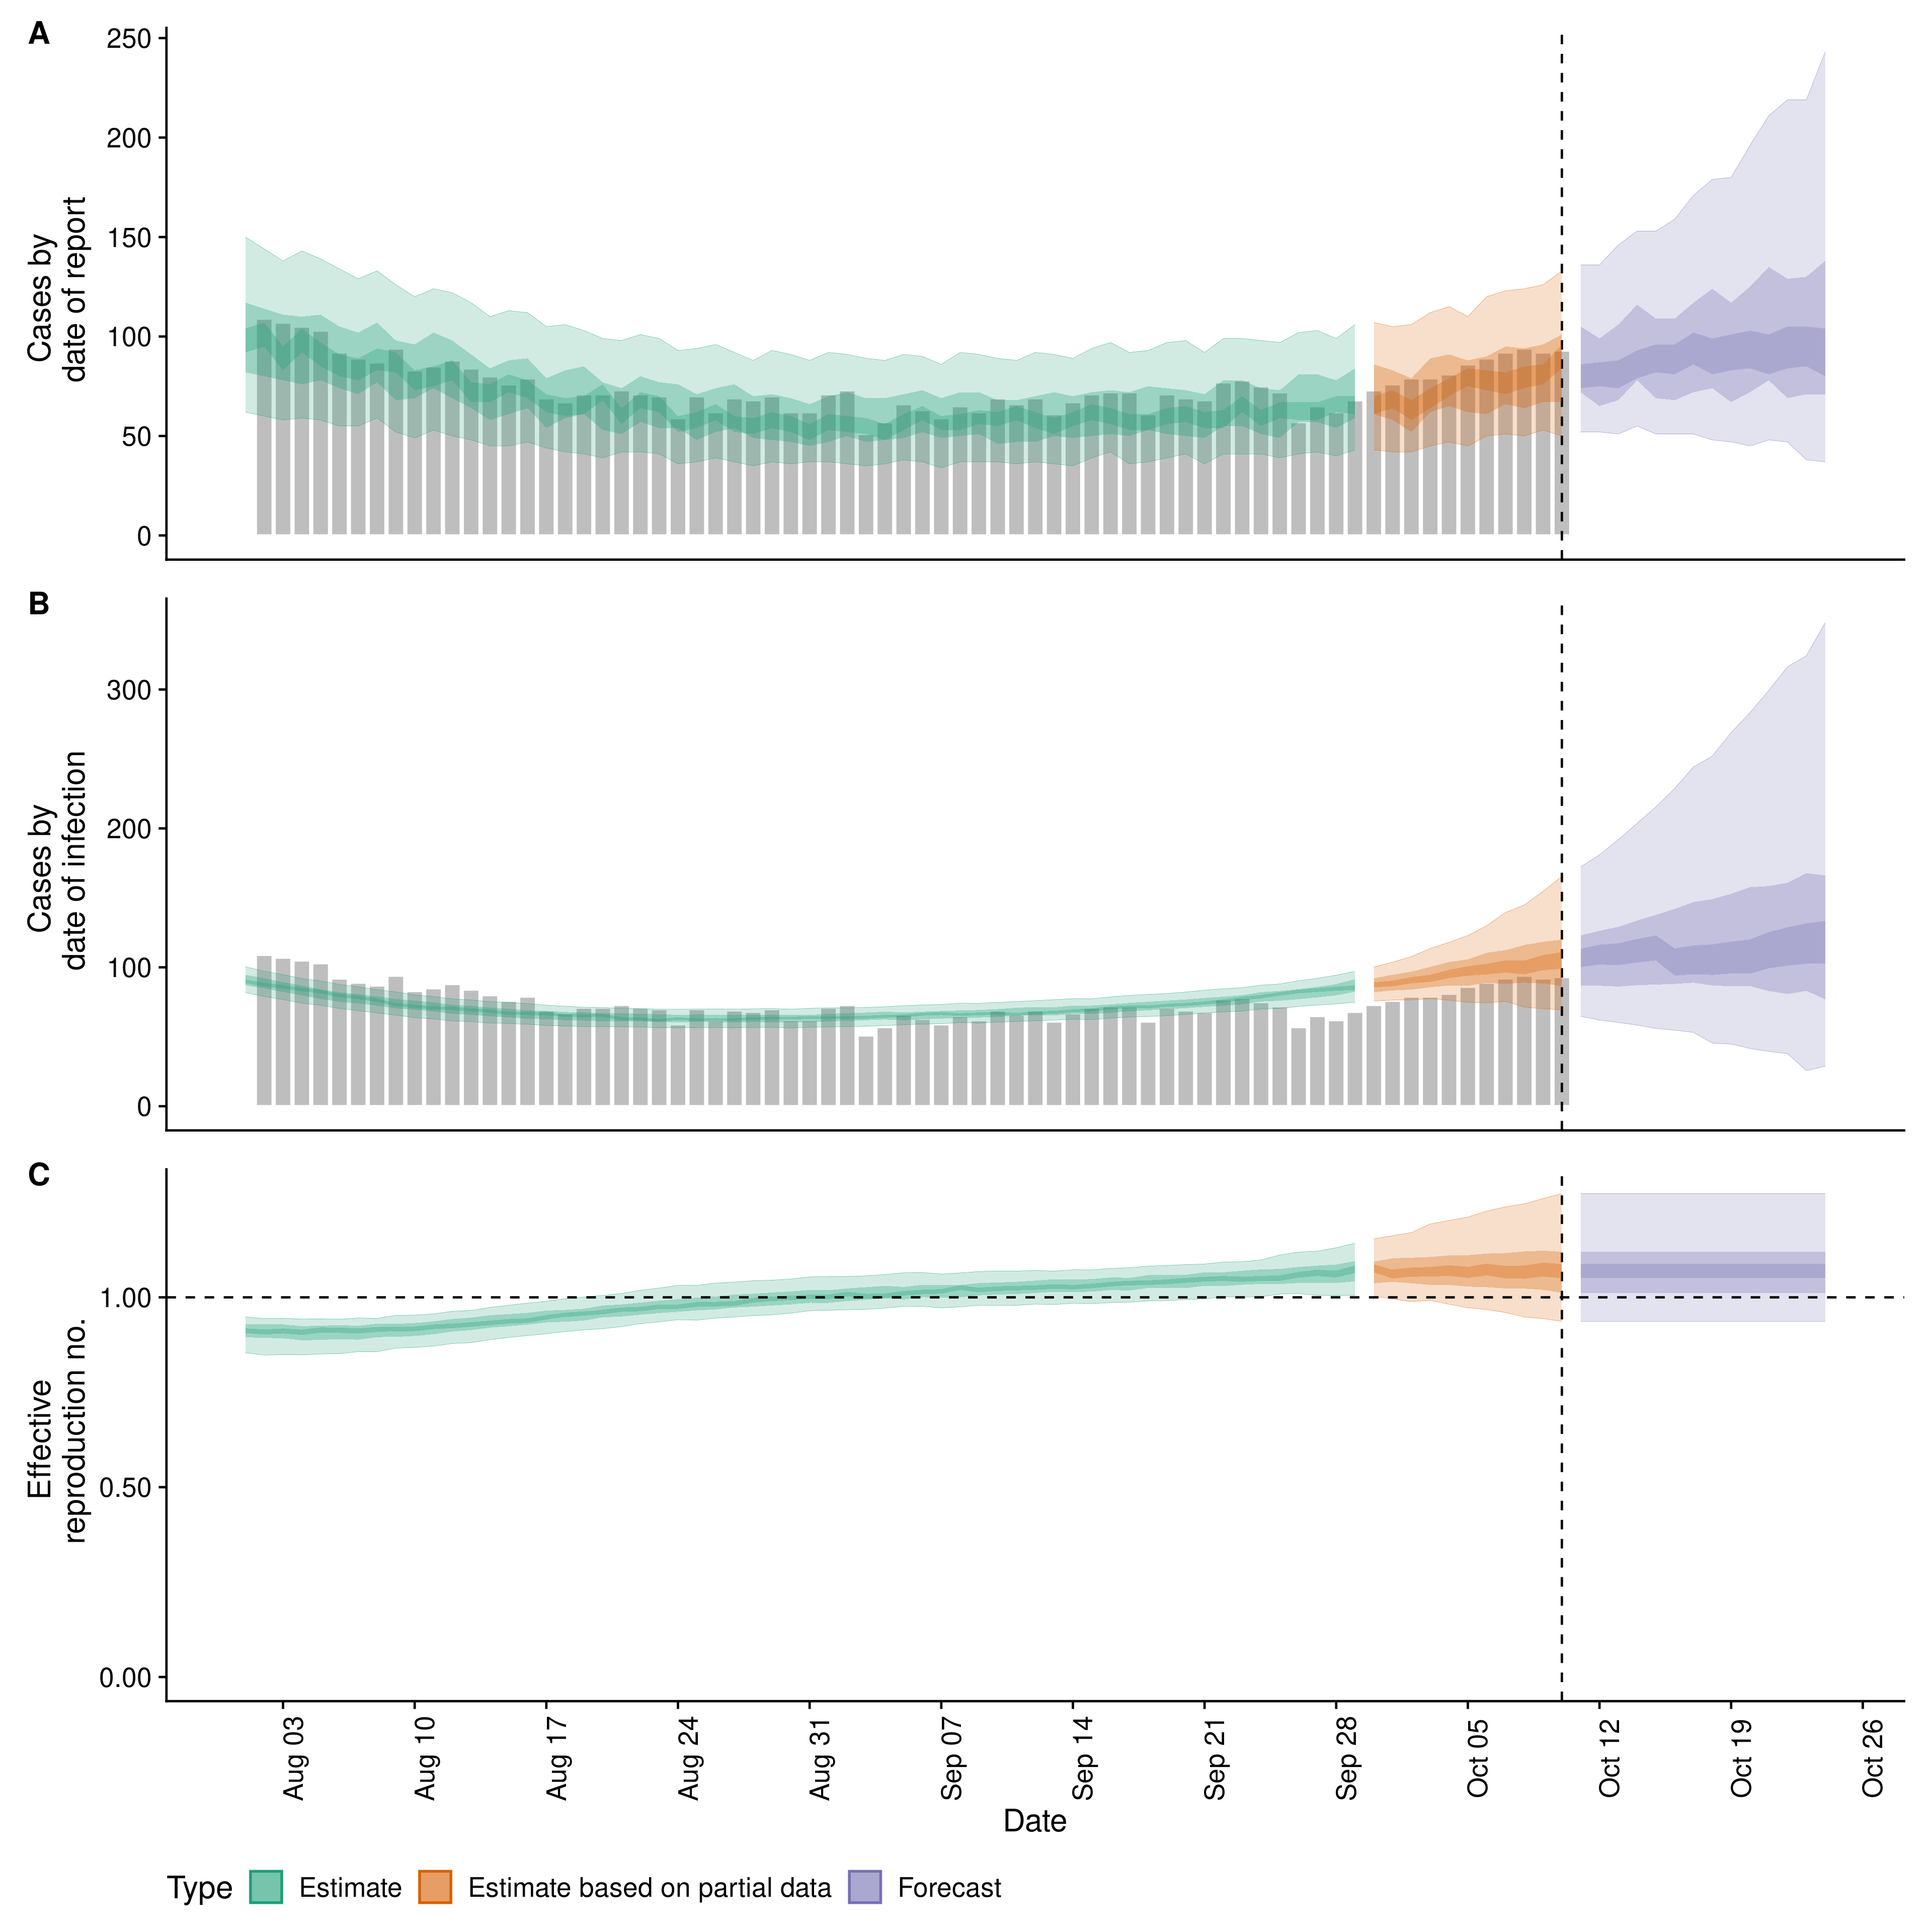 A
250
200
150
100
50
0
Cases by
date of report
B
300
200
100
0
Cases by
date of infection
C
1.00
0.50
0.00
Effective
reproduction no.
Aug 03
Aug 10
Aug 17
Aug 24
Aug 31
Sep 07
Sep 14
Sep 21
Sep 28
Oct 05
Oct 12
Oct 19
Oct 26
Date
Type Estimate Estimate based on partial data Forecast